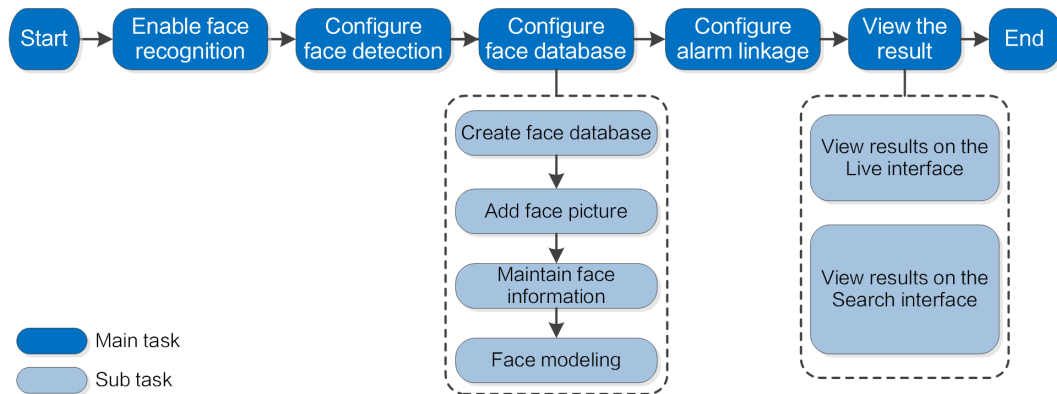 Start
Enable face
recognition
Configure
face detection
Configure
face database
Configure
alarm linkage
View the
result
End
Create face database
Add face picture
Maintain face
information
Face modeling
View results on the
Live interface
View results on the
Search interface
Main task
Sub task